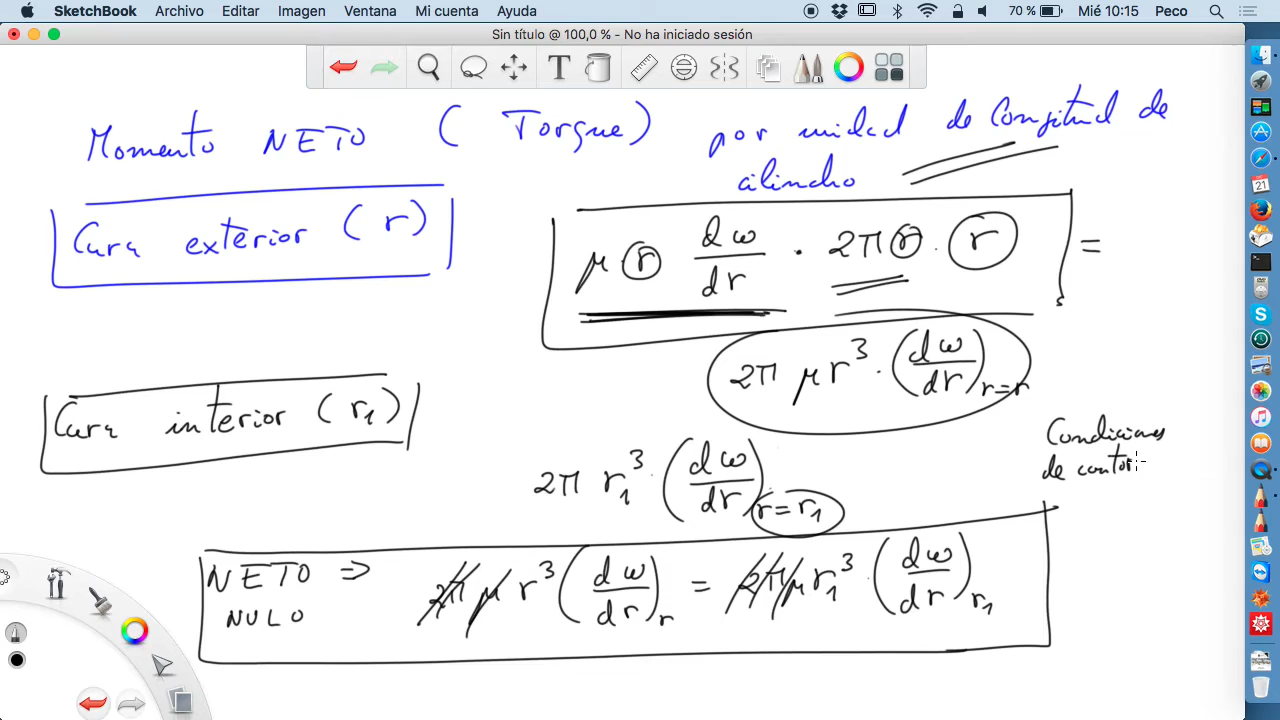 SketchBook Archivo Editar Imagen Ventana Mi cuenta Ayuda 70 % Mié 10:15 Peco
Sin título @ 100,0 % - No ha iniciado sesión
Momento NETO (Torque) por unidad de longitud de
cilindro
Cara exterior (r)
μ r dω/dr · 2π r · r =
2π μ r³ · (dω/dr) r=r
Cara interior (r₁)
Condiciones
de contor
2π r₁³ · (dω/dr) r=r₁
NETO ⇒ 2π μ r³ (dω/dr) r = 2π μ r₁³ · (dω/dr) r₁
NULO